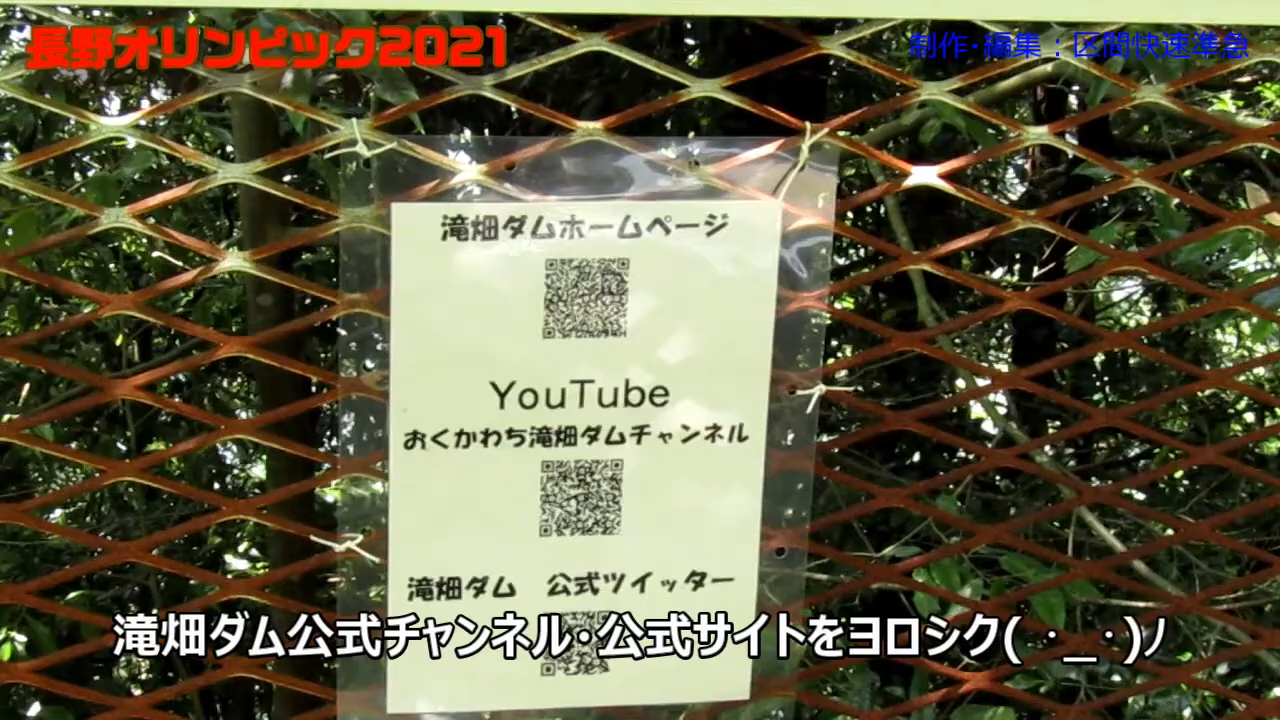 長野オリンピック2021
制作・編集：区間快速準急
滝畑ダムホームページ
YouTube
おくかわち滝畑ダムチャンネル
滝畑ダム　公式ツイッター
滝畑ダム公式チャンネル・公式サイトをヨロシク( ・_・)ﾉ